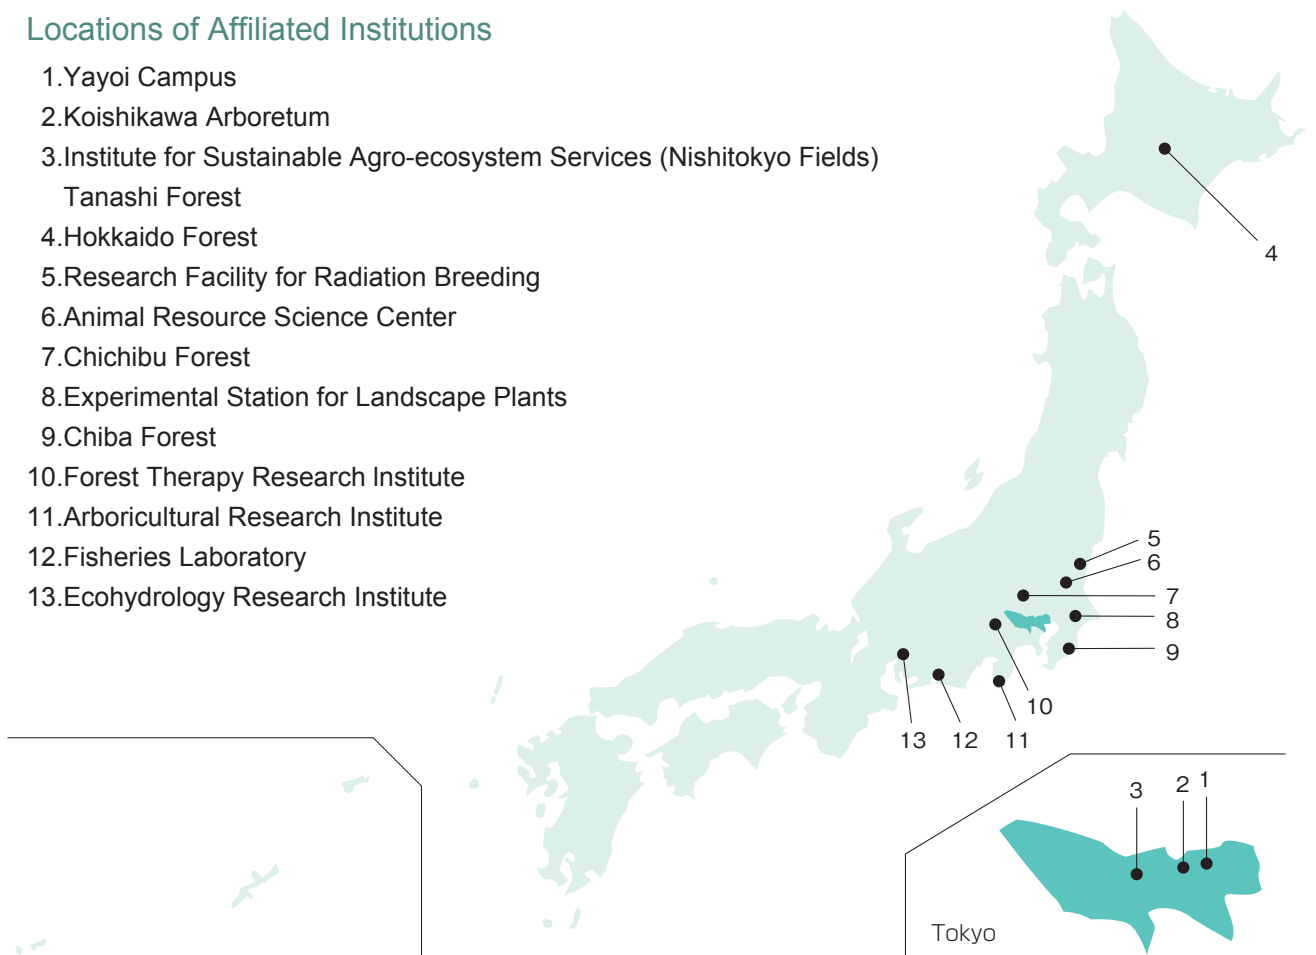 Locations of Affiliated Institutions
1.Yayoi Campus
2.Koishikawa Arboretum
3.Institute for Sustainable Agro-ecosystem Services (Nishitokyo Fields)
Tanashi Forest
4.Hokkaido Forest
5.Research Facility for Radiation Breeding
6.Animal Resource Science Center
7.Chichibu Forest
8.Experimental Station for Landscape Plants
9.Chiba Forest
10.Forest Therapy Research Institute
11.Arboricultural Research Institute
12.Fisheries Laboratory
13.Ecohydrology Research Institute
4
5
6
7
8
9
10
13
12
11
3
2
1
Tokyo